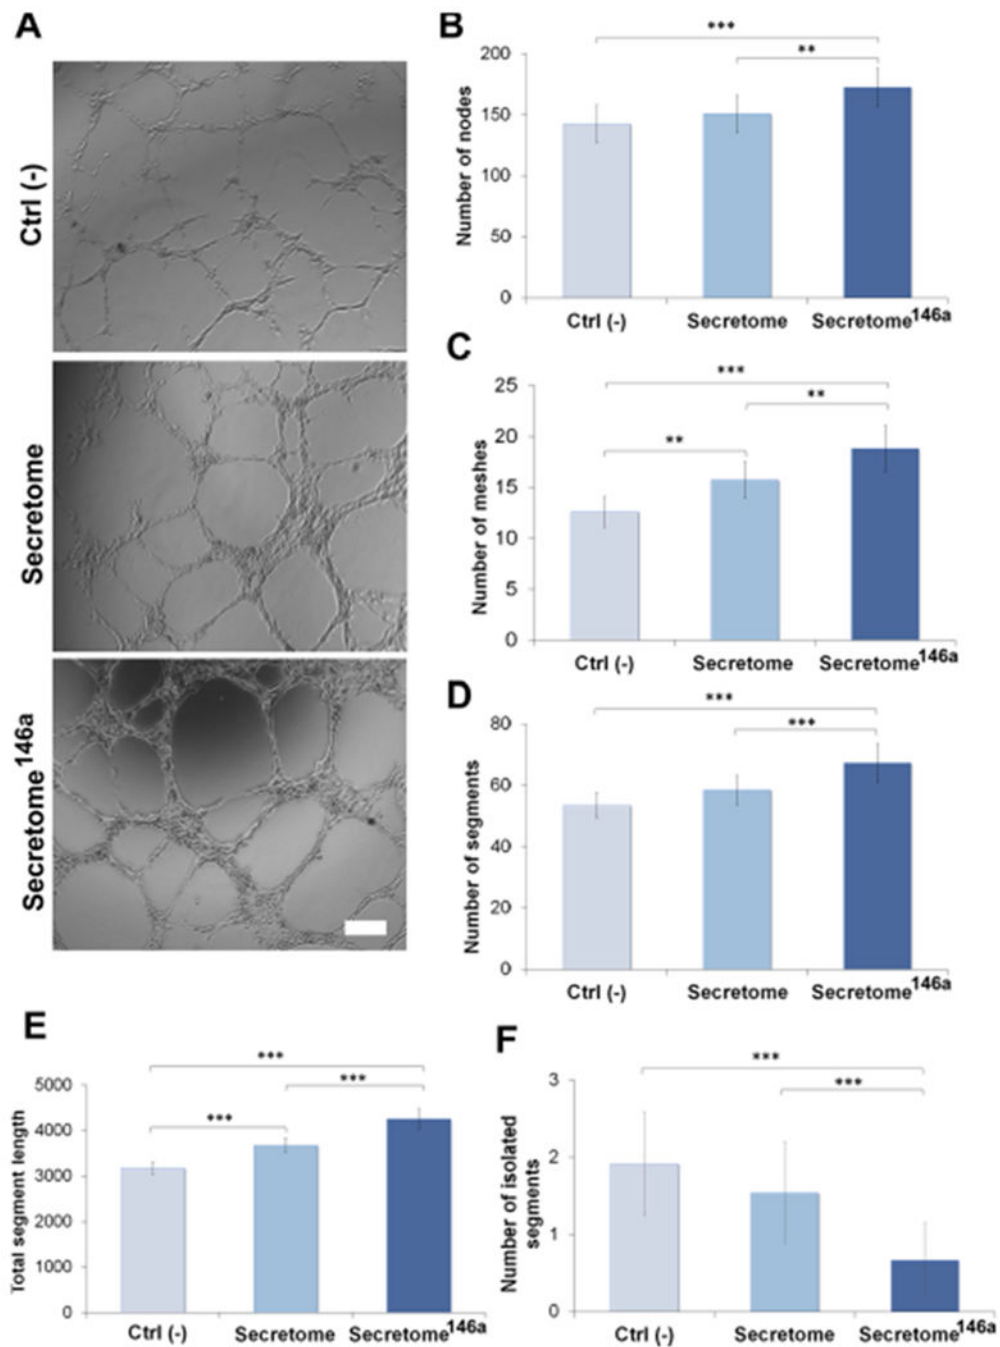 A
Ctrl (-)
Secretome
Secretome146a
B
***
**
200
150
100
50
0
Number of nodes
Ctrl (-) Secretome Secretome146a
C
***
**
**
25
20
15
10
5
0
Number of meshes
Ctrl (-) Secretome Secretome146a
D
***
***
80
60
40
20
0
Number of segments
Ctrl (-) Secretome Secretome146a
E
***
***
***
5000
4000
3000
2000
1000
0
Total segment length
Ctrl (-) Secretome Secretome146a
F
***
***
3
2
1
0
Number of isolated
segments
Ctrl (-) Secretome Secretome146a